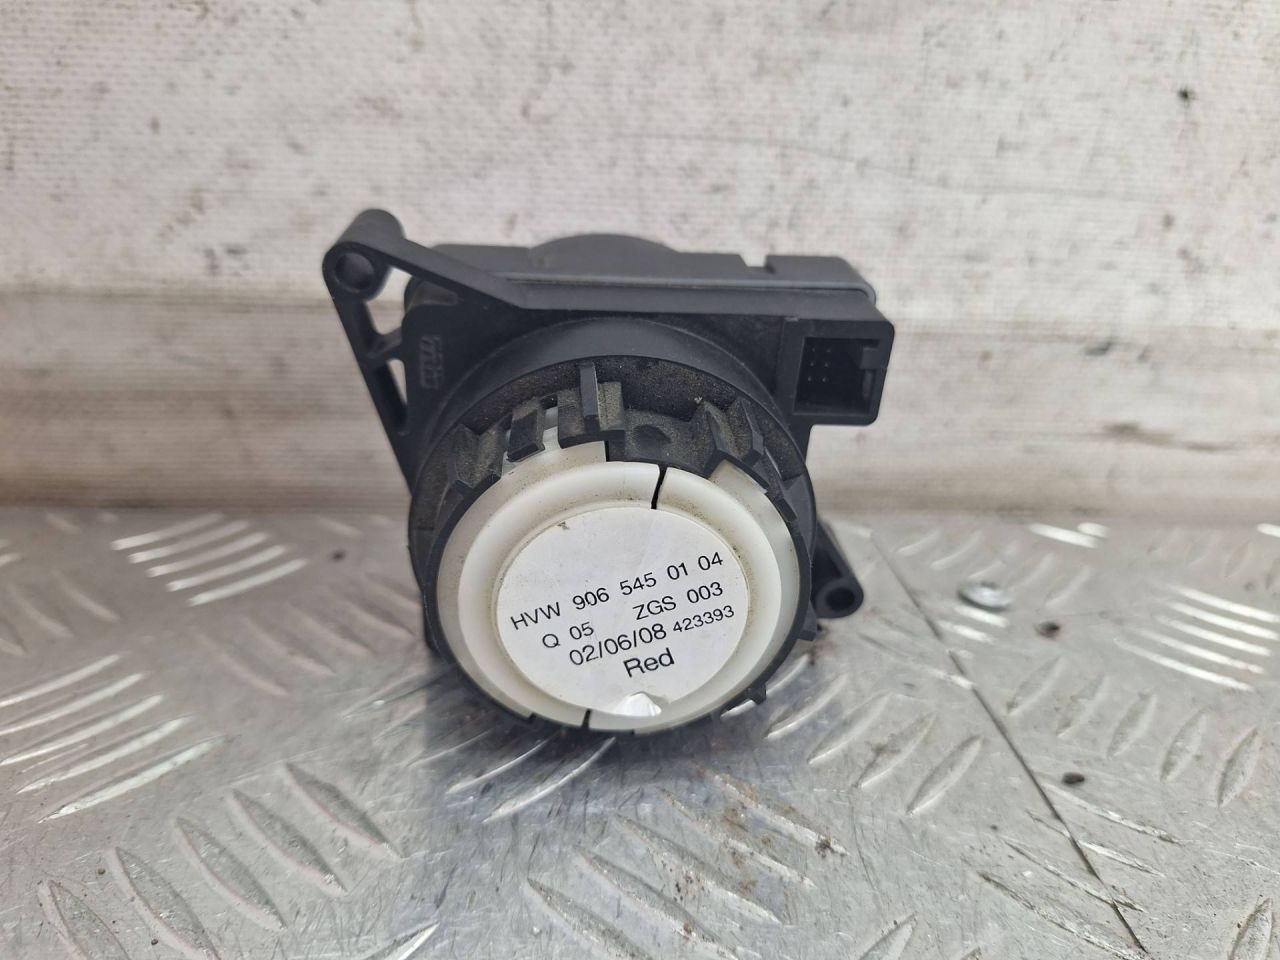 HVW 906 545 01 04
Q 05 ZGS 003
02/06/08 423393
Red